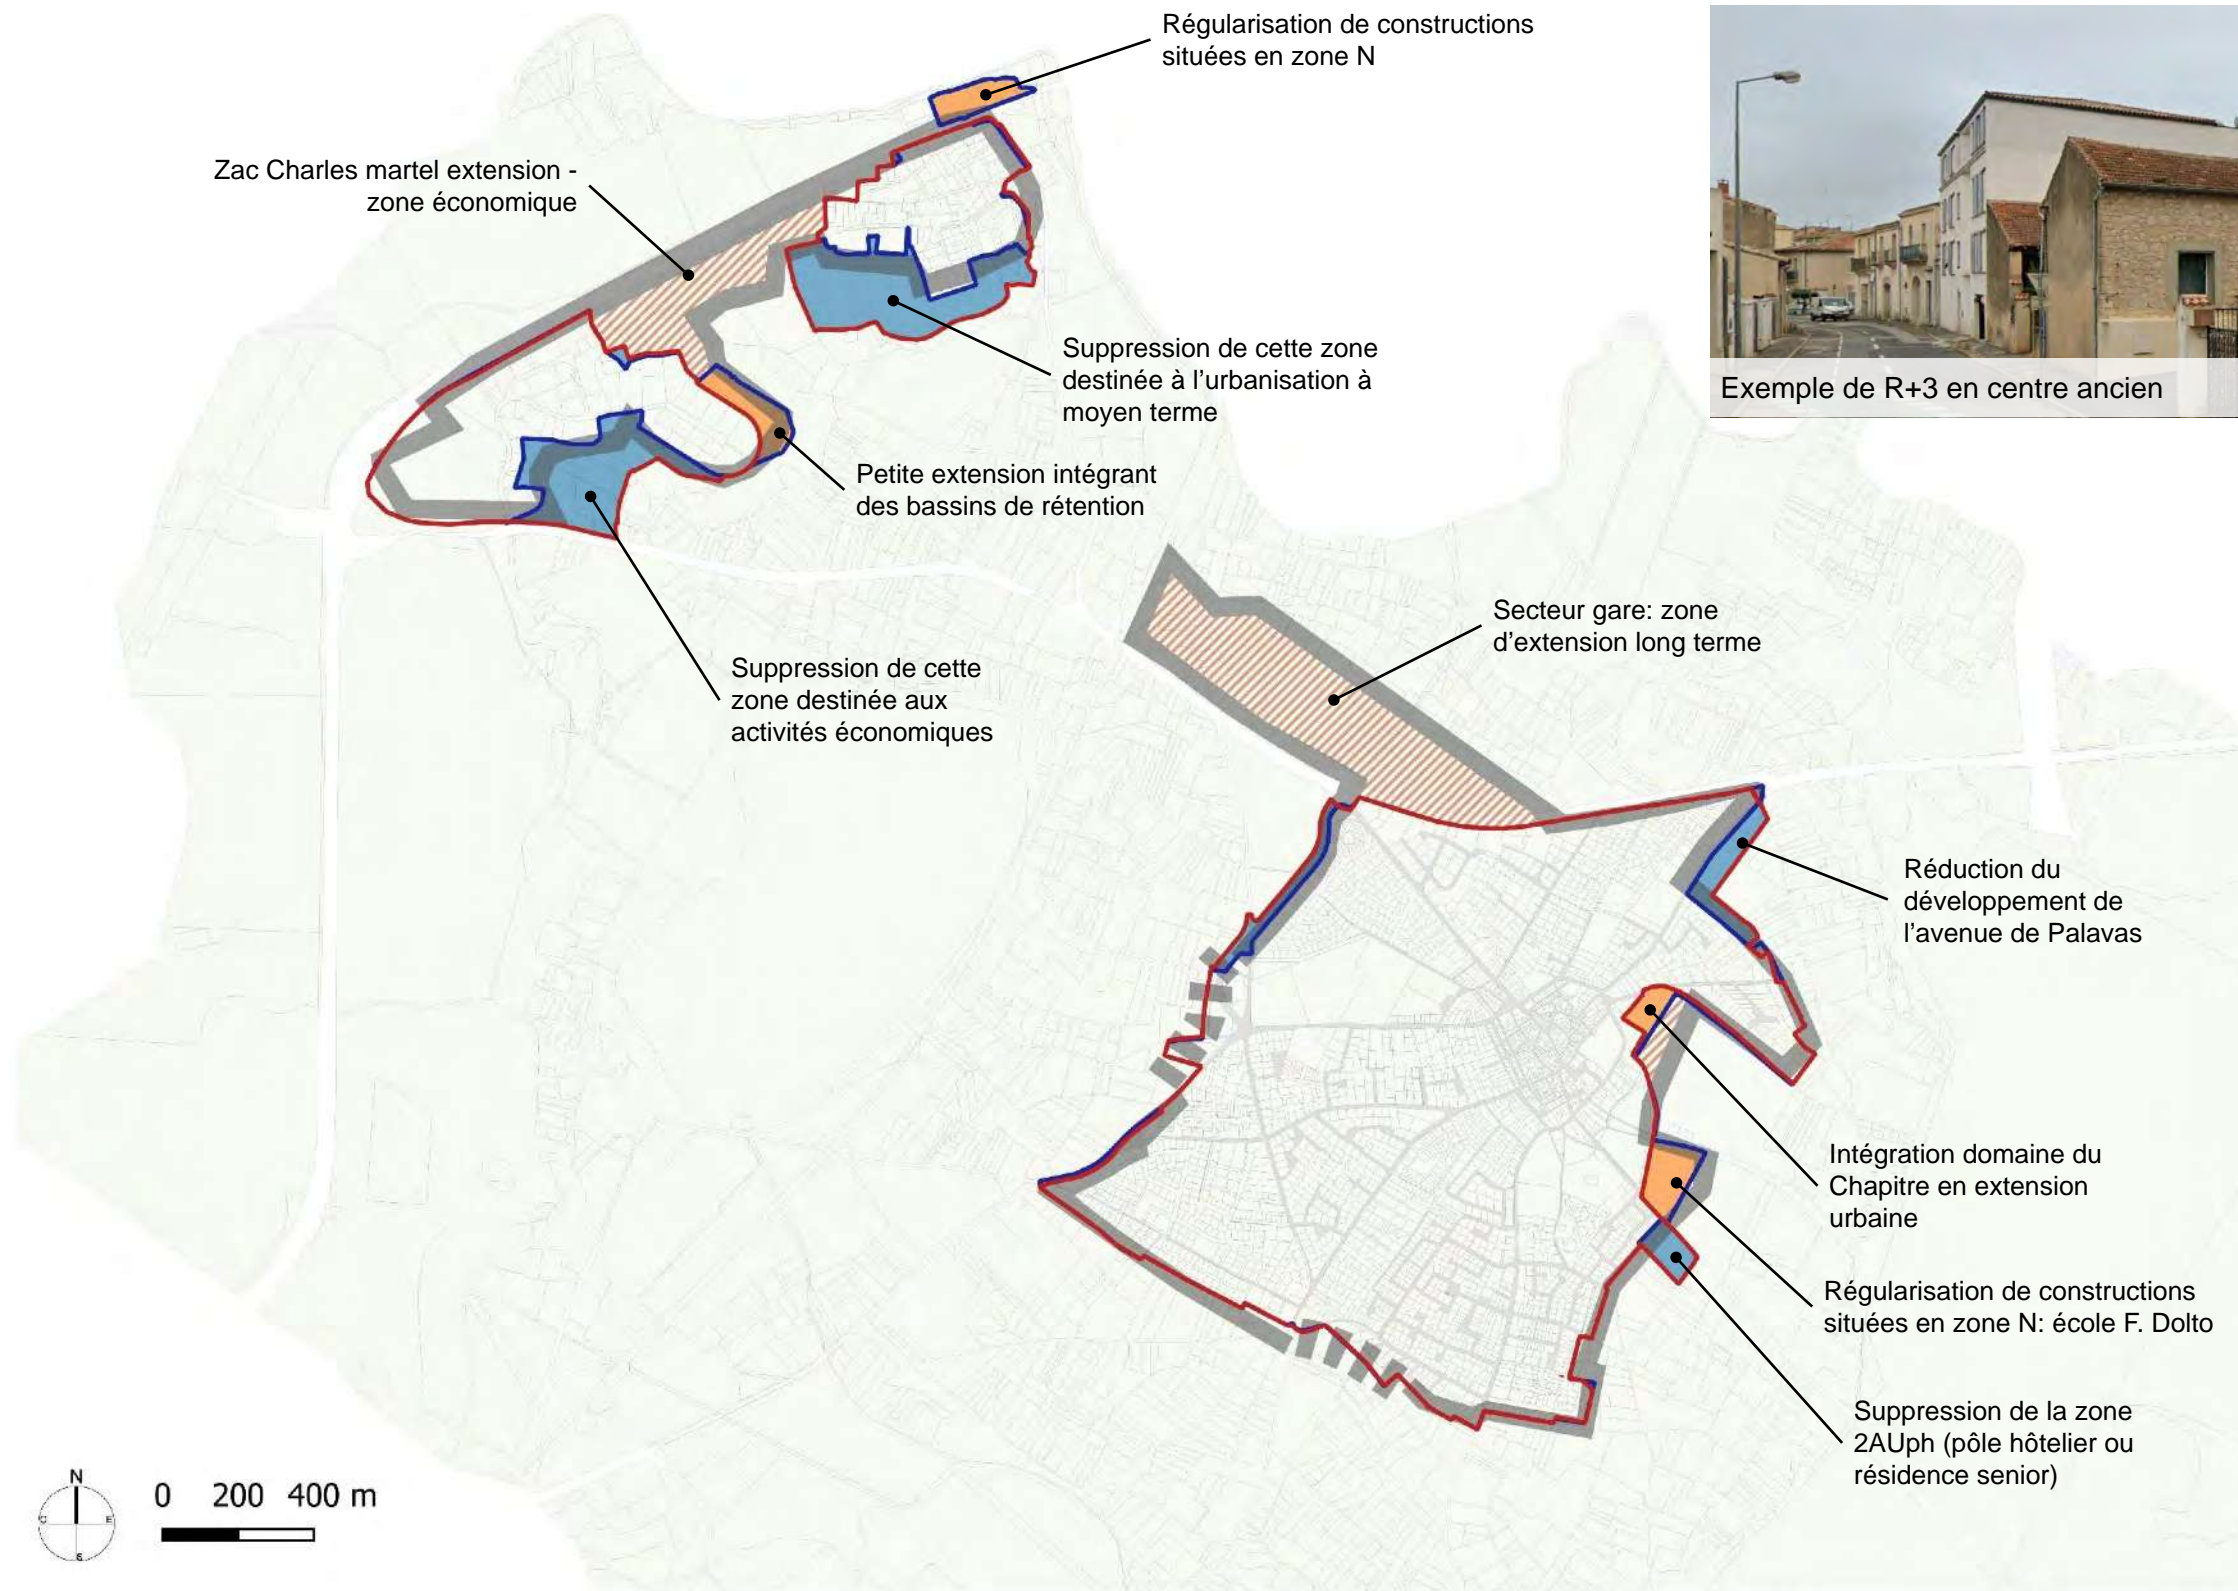 Régularisation de constructions
situées en zone N
Zac Charles martel extension -
zone économique
Exemple de R+3 en centre ancien
Suppression de cette zone
destinée à l'urbanisation à
moyen terme
Petite extension intégrant
des bassins de rétention
Secteur gare: zone
d'extension long terme
Suppression de cette
zone destinée aux
activités économiques
Réduction du
développement de
l'avenue de Palavas
Intégration domaine du
Chapitre en extension
urbaine
Régularisation de constructions
situées en zone N: école F. Dolto
Suppression de la zone
2AUph (pôle hôtelier ou
résidence senior)
N
E
0 200 400 m